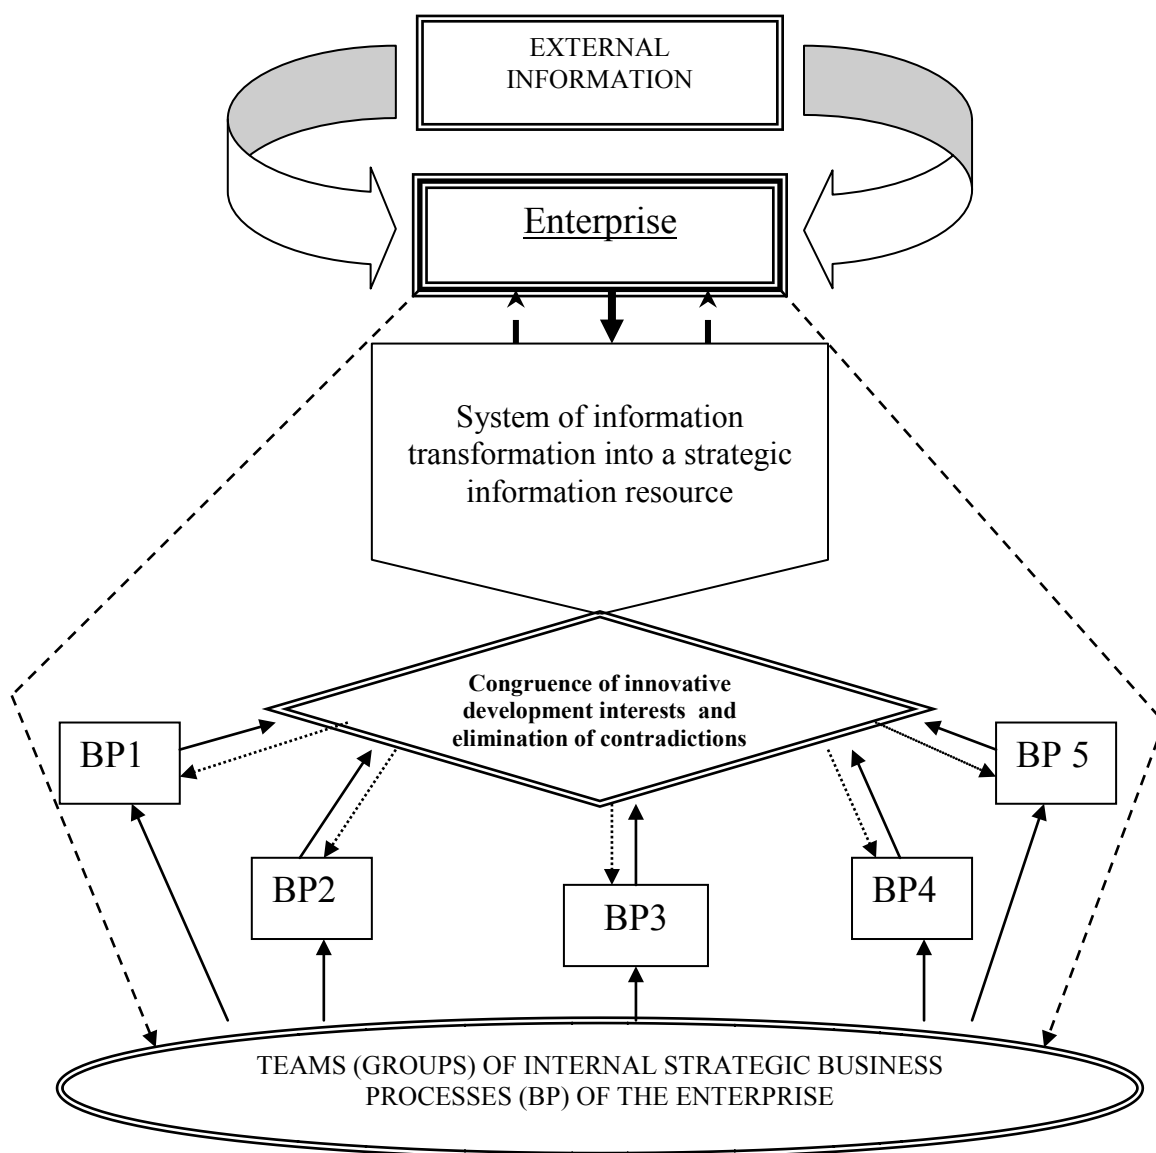 EXTERNAL
INFORMATION
Enterprise
System of information
transformation into a strategic
information resource
Congruence of innovative
development interests and
elimination of contradictions
BP1
BP 5
BP2
BP4
BP3
TEAMS (GROUPS) OF INTERNAL STRATEGIC BUSINESS
PROCESSES (BP) OF THE ENTERPRISE